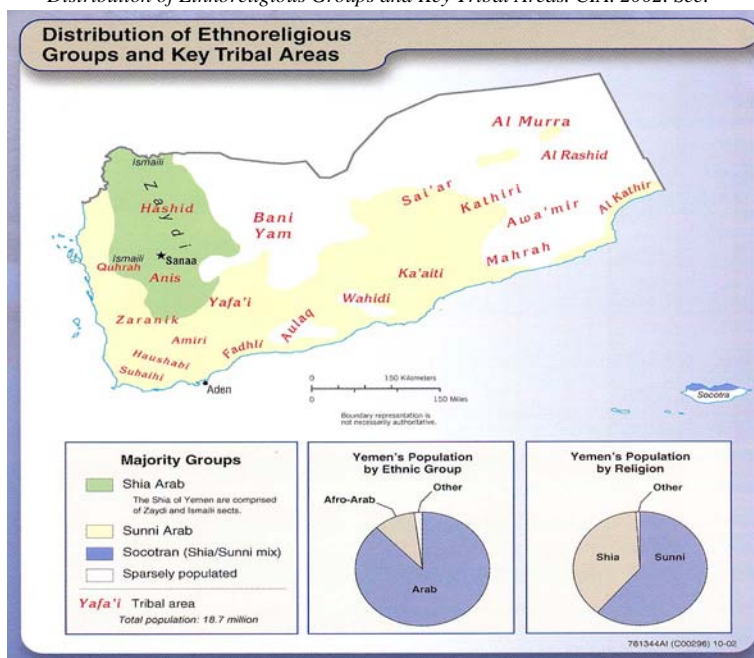 Distribution of Ethnoreligious Groups and Key Tribal Areas. CIA. 2002. See:
Distribution of Ethnoreligious
Groups and Key Tribal Areas
Al Murra
Ismaili
Al Rashid
Zaydi
Sai'ar
Kathiri
Al Kathir
Hashid
Bani
Yam
Awa'mir
Ismaili
Sanaa
Mahrah
Quhrah
Anis
Ka'aiti
Yafa'i
Wahidi
Zaranik
Aulaq
Amiri
Fadhli
Haushabi
Subaihi
Aden
0 150 Kilometers
0 150 Miles
Boundary representation is
not necessarily authoritative.
Socotra
Majority Groups
Shia Arab
The Shia of Yemen are comprised
of Zaydi and Ismaili sects.
Sunni Arab
Socotran (Shia/Sunni mix)
Sparsely populated
Yafa'i Tribal area
Total population: 18.7 million
Yemen's Population
by Ethnic Group
Afro-Arab
Other
Arab
Yemen's Population
by Religion
Other
Shia
Sunni
761344AI (C00296) 10-02